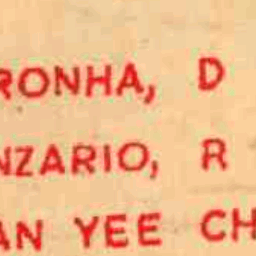 RONHA, D
NZARIO, R
AN YEE CH